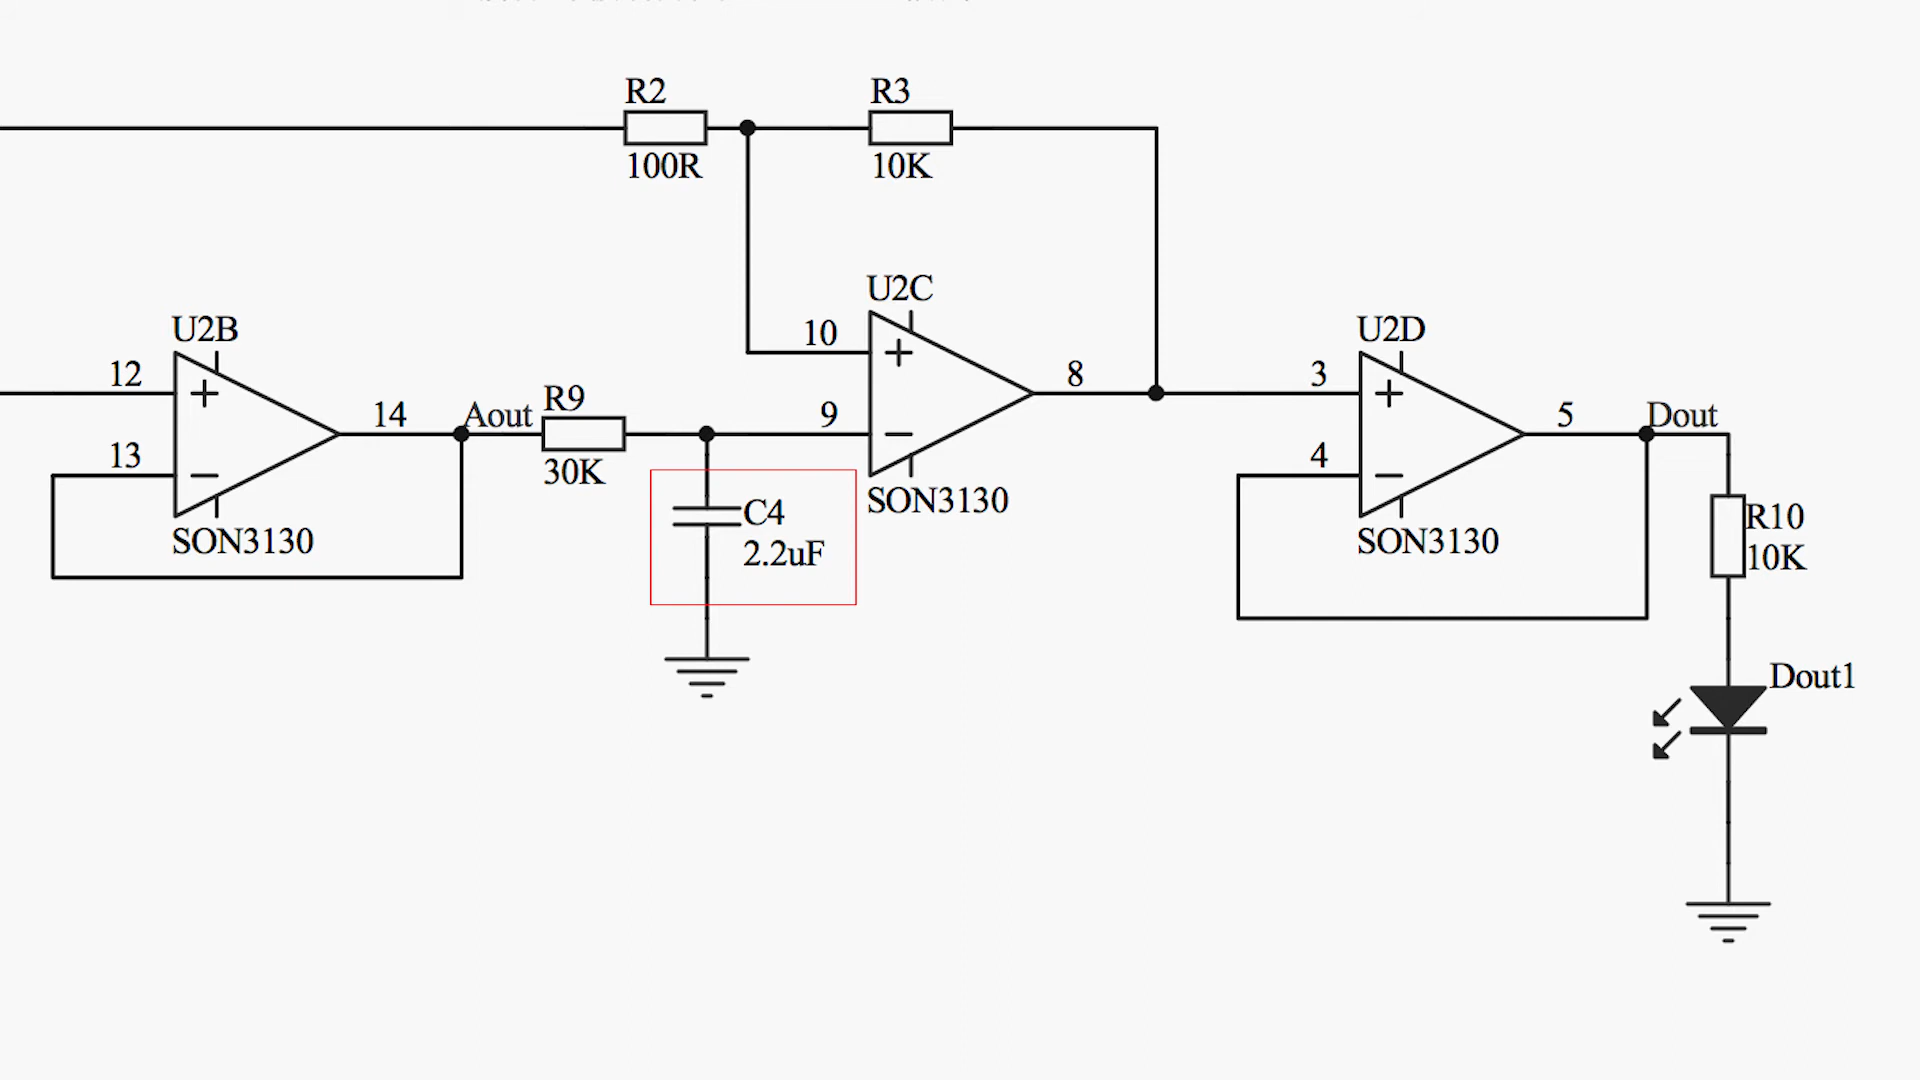 R2
R3
100R
10K
U2C
10
U2B
U2D
12
8
3
14
Aout
R9
9
5
Dout
13
30K
4
SON3130
C4
2.2uF
SON3130
SON3130
R10
10K
Dout1